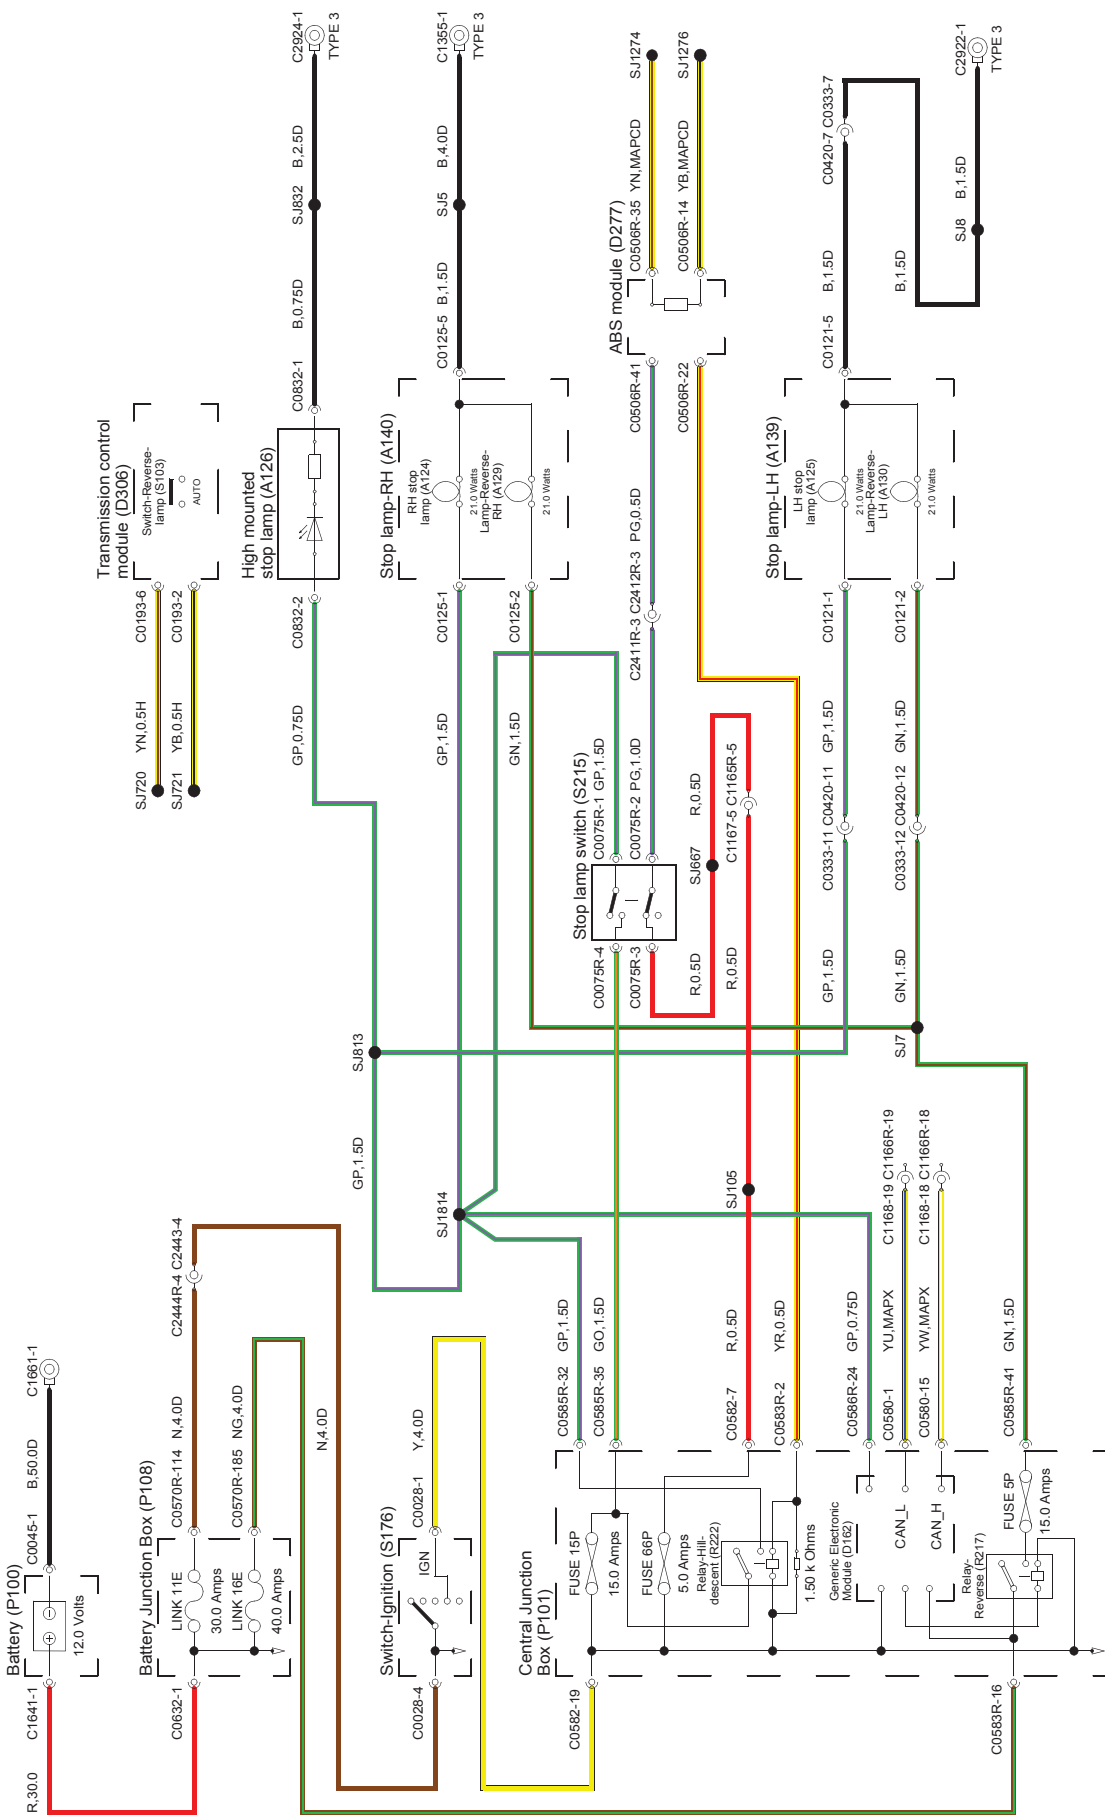 Battery (P100)
C1641-1
C0045-1
B,50.0D
C1661-1
R,30.0
12.0 Volts
Battery Junction Box (P108)
C0632-1
LINK 11E
30.0 Amps
LINK 16E
40.0 Amps
C0570R-114
N,4.0D
C2444R-4
C2443-4
C0570R-185
NG,4.0D
N,4.0D
Switch-Ignition (S176)
C0028-4
IGN
C0028-1
Y,4.0D
Central Junction
Box (P101)
C0582-19
FUSE 15P
15.0 Amps
FUSE 66P
5.0 Amps
Relay-Hill-
descent (R222)
1.50 k Ohms
Generic Electronic
Module (D162)
CAN_L
CAN_H
Relay-
Reverse (R217)
FUSE 5P
15.0 Amps
C0583R-16
C0585R-32
GP,1.5D
C0585R-35
GO,1.5D
C0582-7
R,0.5D
C0583R-2
YR,0.5D
C0586R-24
GP,0.75D
C0580-1
YU,MAPX
C1168-19
C1166R-19
C0580-15
YW,MAPX
C1168-18
C1166R-18
C0585R-41
GN,1.5D
SJ1814
GP,1.5D
SJ813
SJ105
SJ7
Stop lamp switch (S215)
C0075R-4
C0075R-3
C0075R-1
GP,1.5D
C0075R-2
PG,1.0D
R,0.5D
SJ667
R,0.5D
R,0.5D
C1167-5
C1165R-5
C2411R-3
C2412R-3
PG,0.5D
GP,1.5D
C0333-11
C0420-11
GP,1.5D
C0121-1
GN,1.5D
C0333-12
C0420-12
GN,1.5D
C0121-2
Transmission control
module (D306)
Switch-Reverse-
lamp (S103)
AUTO
SJ720
YN,0.5H
C0193-6
SJ721
YB,0.5H
C0193-2
High mounted
stop lamp (A126)
GP,0.75D
C0832-2
C0832-1
B,0.75D
SJ832
B,2.5D
C2924-1
TYPE 3
Stop lamp-RH (A140)
GP,1.5D
C0125-1
GN,1.5D
C0125-2
RH stop
lamp (A124)
21.0 Watts
Lamp-Reverse-
RH (A129)
21.0 Watts
C0125-5
B,1.5D
SJ5
B,4.0D
C1355-1
TYPE 3
ABS module (D277)
C0506R-41
C0506R-22
C0506R-35
YN,MAPCD
SJ1274
C0506R-14
YB,MAPCD
SJ1276
Stop lamp-LH (A139)
LH stop
lamp (A125)
21.0 Watts
Lamp-Reverse-
LH (A130)
21.0 Watts
C0121-5
B,1.5D
C0420-7
C0333-7
B,1.5D
SJ8
B,1.5D
C2922-1
TYPE 3